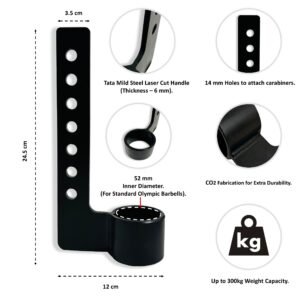 3.5 cm
24.5 cm
12 cm
Tata Mild Steel Laser Cut Handle
(Thickness – 6 mm).
14 mm Holes to attach carabiners.
52 mm
Inner Diameter.
(For Standard Olympic Barbells).
CO2 Fabrication for Extra Durability.
kg
Up to 300kg Weight Capacity.